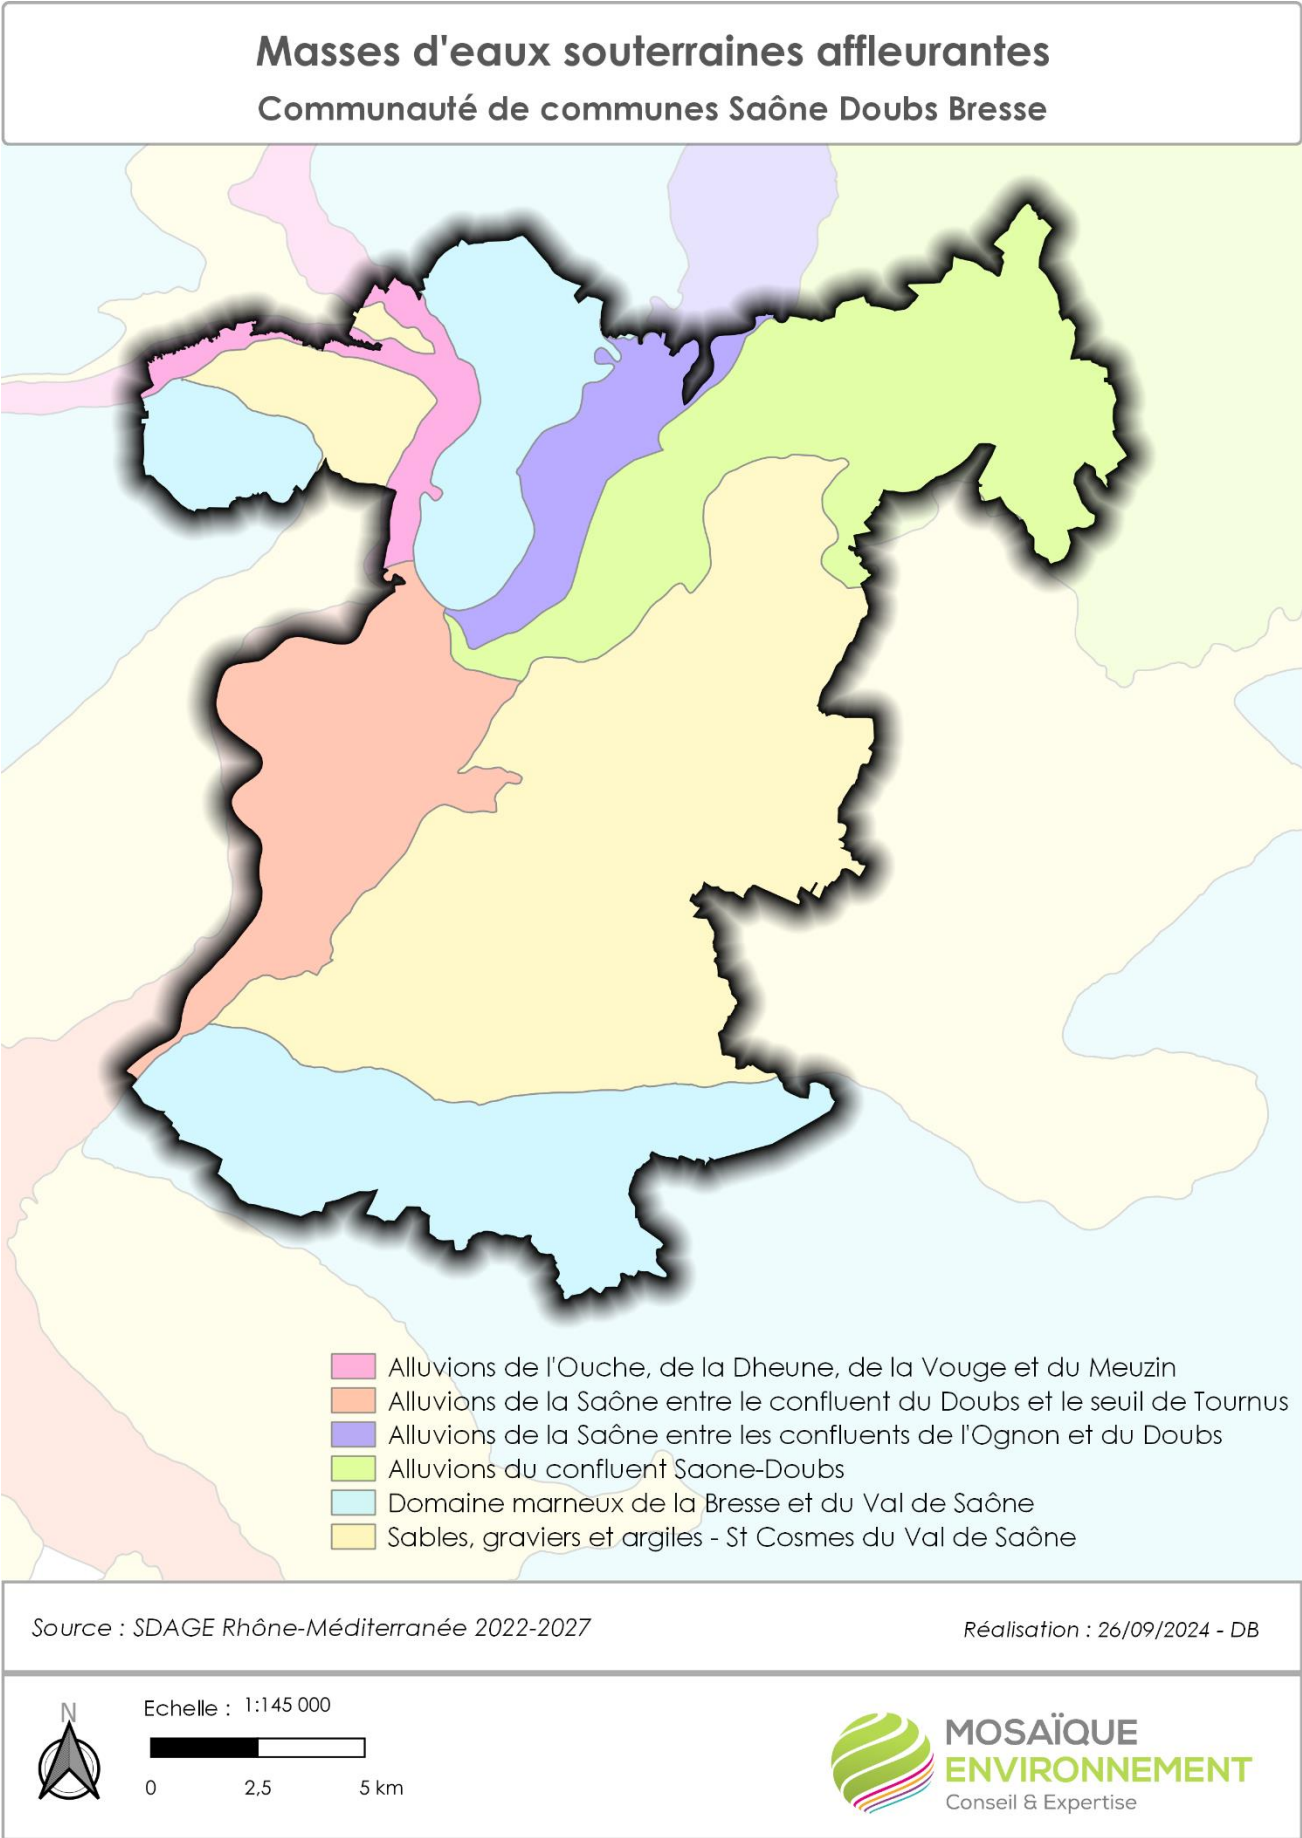 Masses d'eaux souterraines affleurantes
Communauté de communes Saône Doubs Bresse
Alluvions de l'Ouche, de la Dheune, de la Vouge et du Meuzin
Alluvions de la Saône entre le confluent du Doubs et le seuil de Tournus
Alluvions de la Saône entre les confluents de l'Ognon et du Doubs
Alluvions du confluent Saone-Doubs
Domaine marneux de la Bresse et du Val de Saône
Sables, graviers et argiles - St Cosmes du Val de Saône
Source : SDAGE Rhône-Méditerranée 2022-2027
Réalisation : 26/09/2024 - DB
N
Echelle : 1:145 000
0 2,5 5 km
MOSAÏQUE
ENVIRONNEMENT
Conseil & Expertise